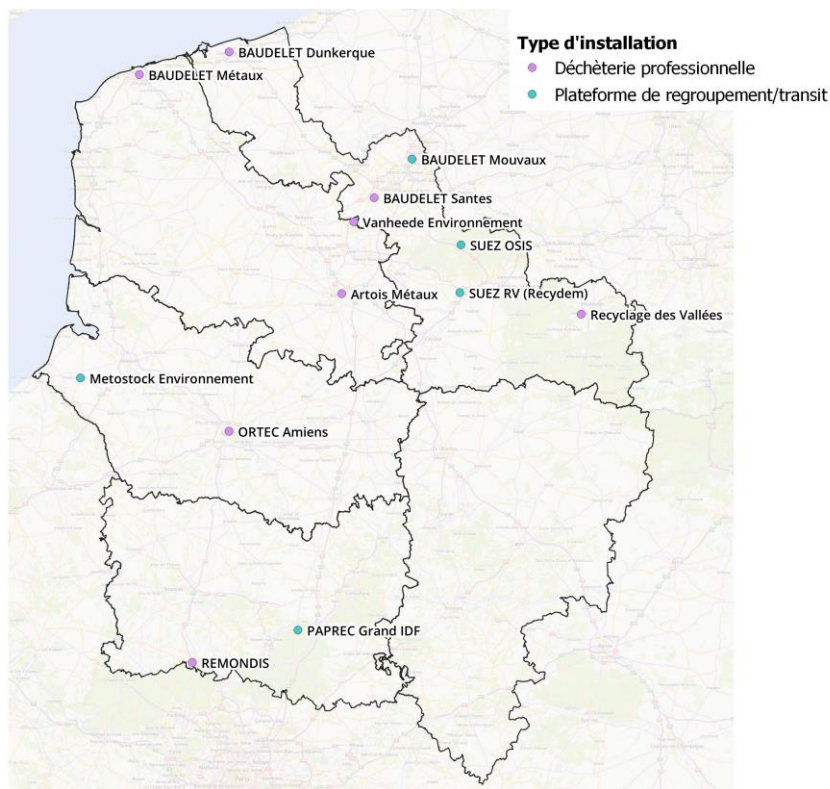 Type d'installation
Déchèterie professionnelle
Plateforme de regroupement/transit
BAUDELET Dunkerque
BAUDELET Métaux
BAUDELET Mouvaux
BAUDELET Santes
Vanheede Environnement
SUEZ OSIS
SUEZ RV (Recydem)
Artois Métaux
Recyclage des Vallées
Metostock Environnement
ORTEC Amiens
PAPREC Grand IDF
REMONDIS